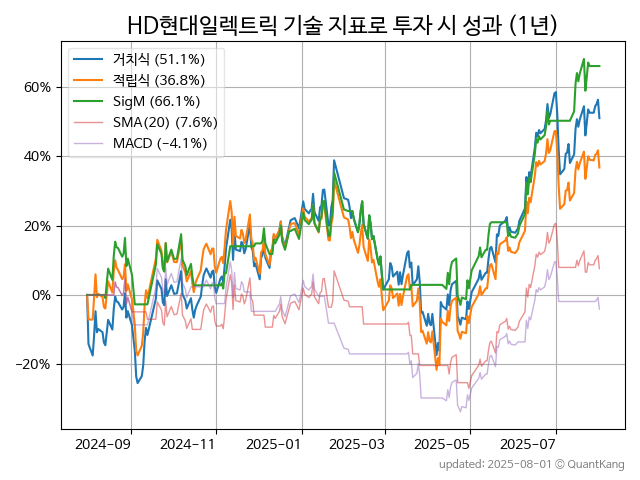 HD현대일렉트릭 기술 지표로 투자 시 성과 (1년)
거치식 (51.1%)
적립식 (36.8%)
SigM (66.1%)
SMA(20) (7.6%)
MACD (−4.1%)
60%
40%
20%
0%
−20%
2024-09 2024-11 2025-01 2025-03 2025-05 2025-07
updated: 2025-08-01 © QuantKang